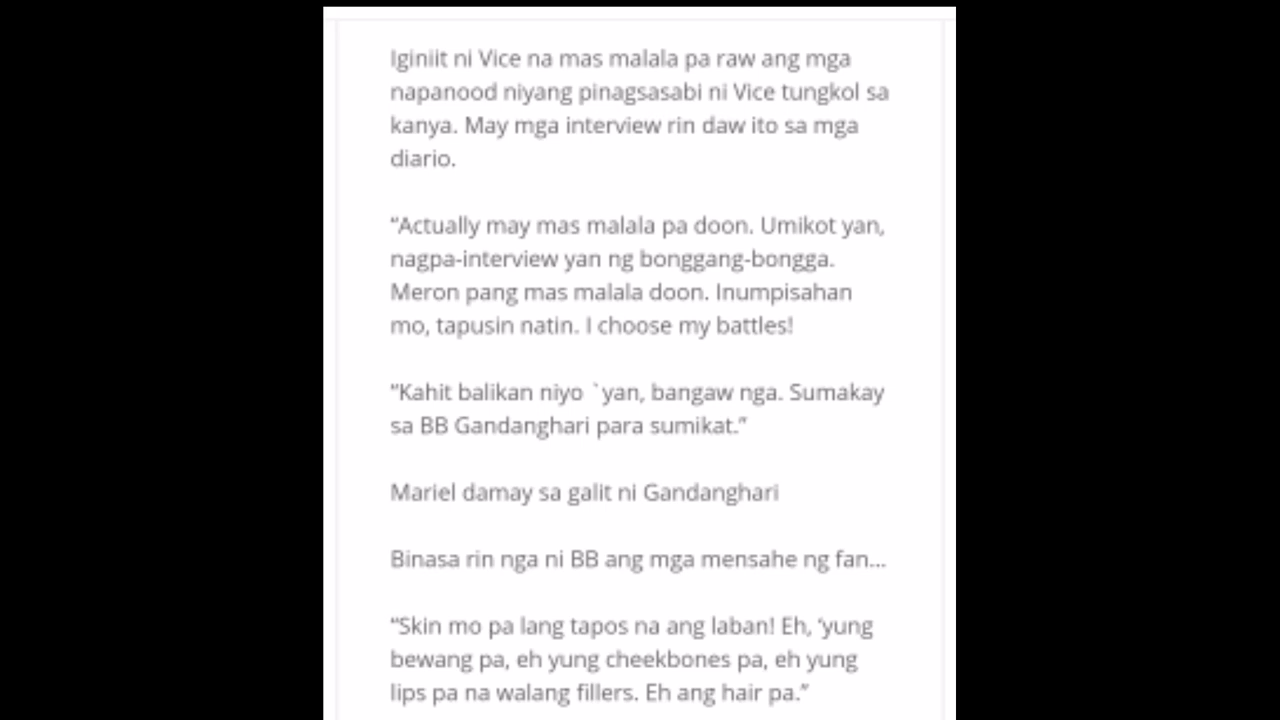 Iginiit ni Vice na mas malala pa raw ang mga
napanood niyang pinagsasabi ni Vice tungkol sa
kanya. May mga interview rin daw ito sa mga
diario.
“Actually may mas malala pa doon. Umikot yan,
nagpa-interview yan ng bonggang-bongga.
Meron pang mas malala doon. Inumpisahan
mo, tapusin natin. I choose my battles!
“Kahit balikan niyo `yan, bangaw nga. Sumakay
sa BB Gandanghari para sumikat.”
Mariel damay sa galit ni Gandanghari
Binasa rin nga ni BB ang mga mensahe ng fan...
“Skin mo pa lang tapos na ang laban! Eh, ‘yung
bewang pa, eh yung cheekbones pa, eh yung
lips pa na walang fillers. Eh ang hair pa.”